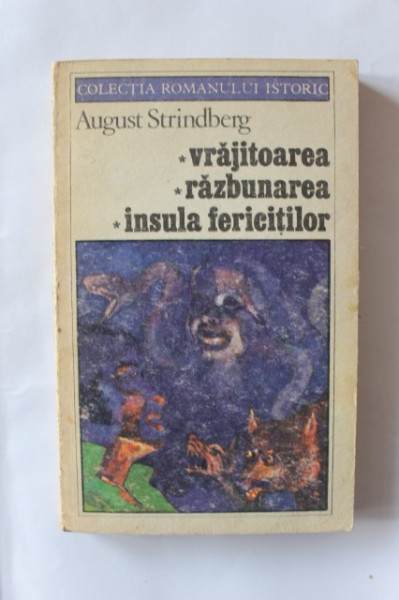 COLECȚIA ROMANULUI ISTORIC
August Strindberg
* vrăjitoarea
* răzbunarea
* insula fericiților